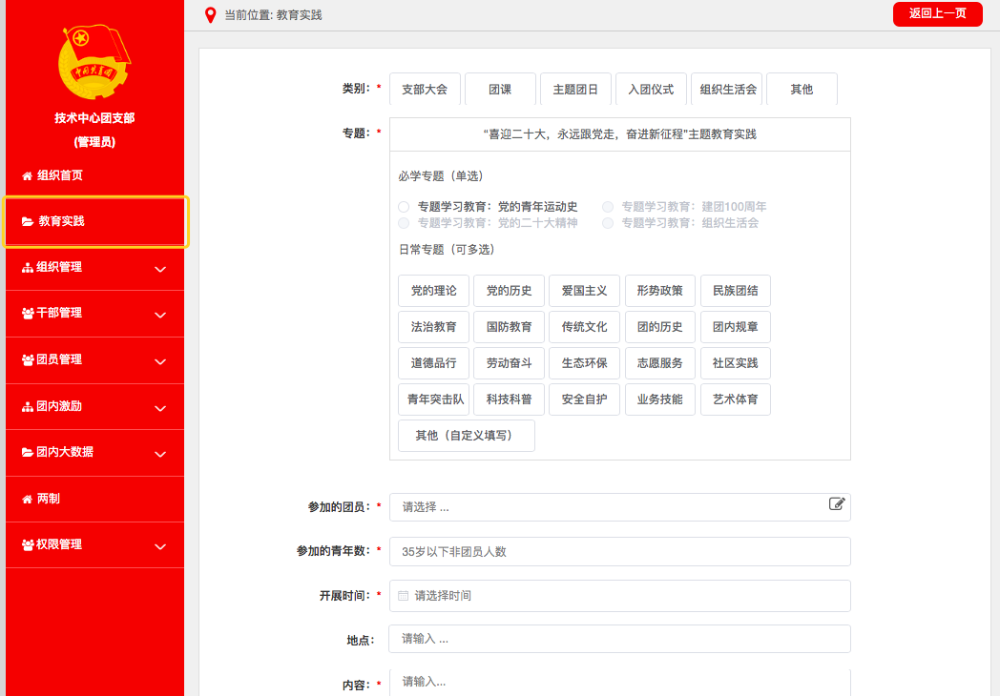 当前位置: 教育实践
返回上一页
中国共青团
技术中心团支部
(管理员)
组织首页
教育实践
组织管理
干部管理
团员管理
团内激励
团内大数据
两制
权限管理
类别：*
支部大会 团课 主题团日 入团仪式 组织生活会 其他
专题：*
“喜迎二十大，永远跟党走，奋进新征程”主题教育实践
必学专题（单选）
专题学习教育：党的青年运动史 专题学习教育：建团100周年
专题学习教育：党的二十大精神 专题学习教育：组织生活会
日常专题（可多选）
党的理论 党的历史 爱国主义 形势政策 民族团结
法治教育 国防教育 传统文化 团的历史 团内规章
道德品行 劳动奋斗 生态环保 志愿服务 社区实践
青年突击队 科技科普 安全自护 业务技能 艺术体育
其他（自定义填写）
参加的团员：* 请选择 ...
参加的青年数：* 35岁以下非团员人数
开展时间：* 请选择时间
地点： 请输入 ...
内容：* 请输入...